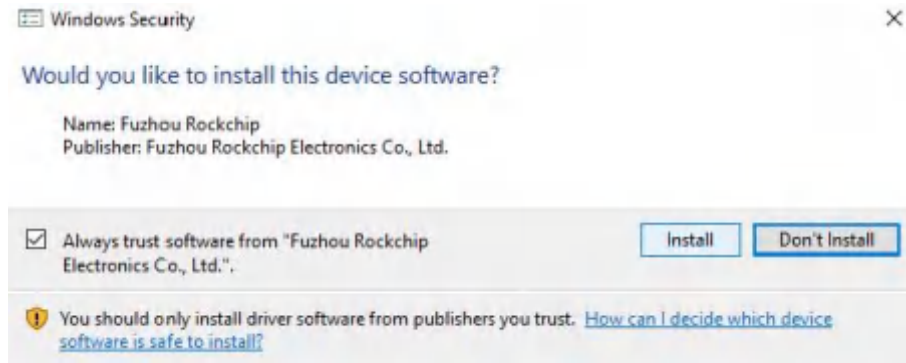 Windows Security
Would you like to install this device software?
Name: Fuzhou Rockchip
Publisher: Fuzhou Rockchip Electronics Co., Ltd.
Always trust software from "Fuzhou Rockchip
Electronics Co., Ltd.".
Install
Don't Install
You should only install driver software from publishers you trust. How can I decide which device
software is safe to install?